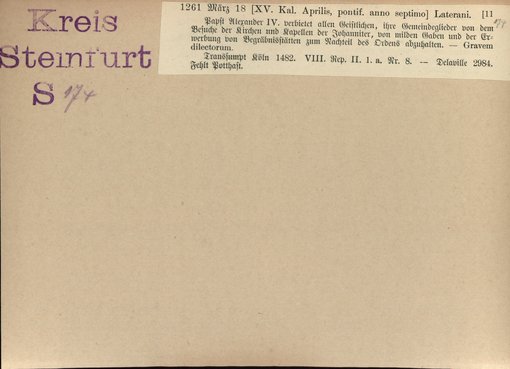 Kreis
Steinfurt
S 174
1261 März 18 [XV. Kal. Aprilis, pontif. anno septimo] Laterani. [11
174
Papst Alexander IV. verbietet allen Geistlichen, ihre Gemeindeglieder von dem
Besuche der Kirchen und Kapellen der Johanniter, von milden Gaben und der Er-
werbung von Begräbnisstätten zum Nachteil des Ordens abzuhalten. — Gravem
dilectorum.
Transsumpt Köln 1482. VIII. Rep. II. 1. a. Nr. 8. — Delaville 2984.
Fehlt Potthast.